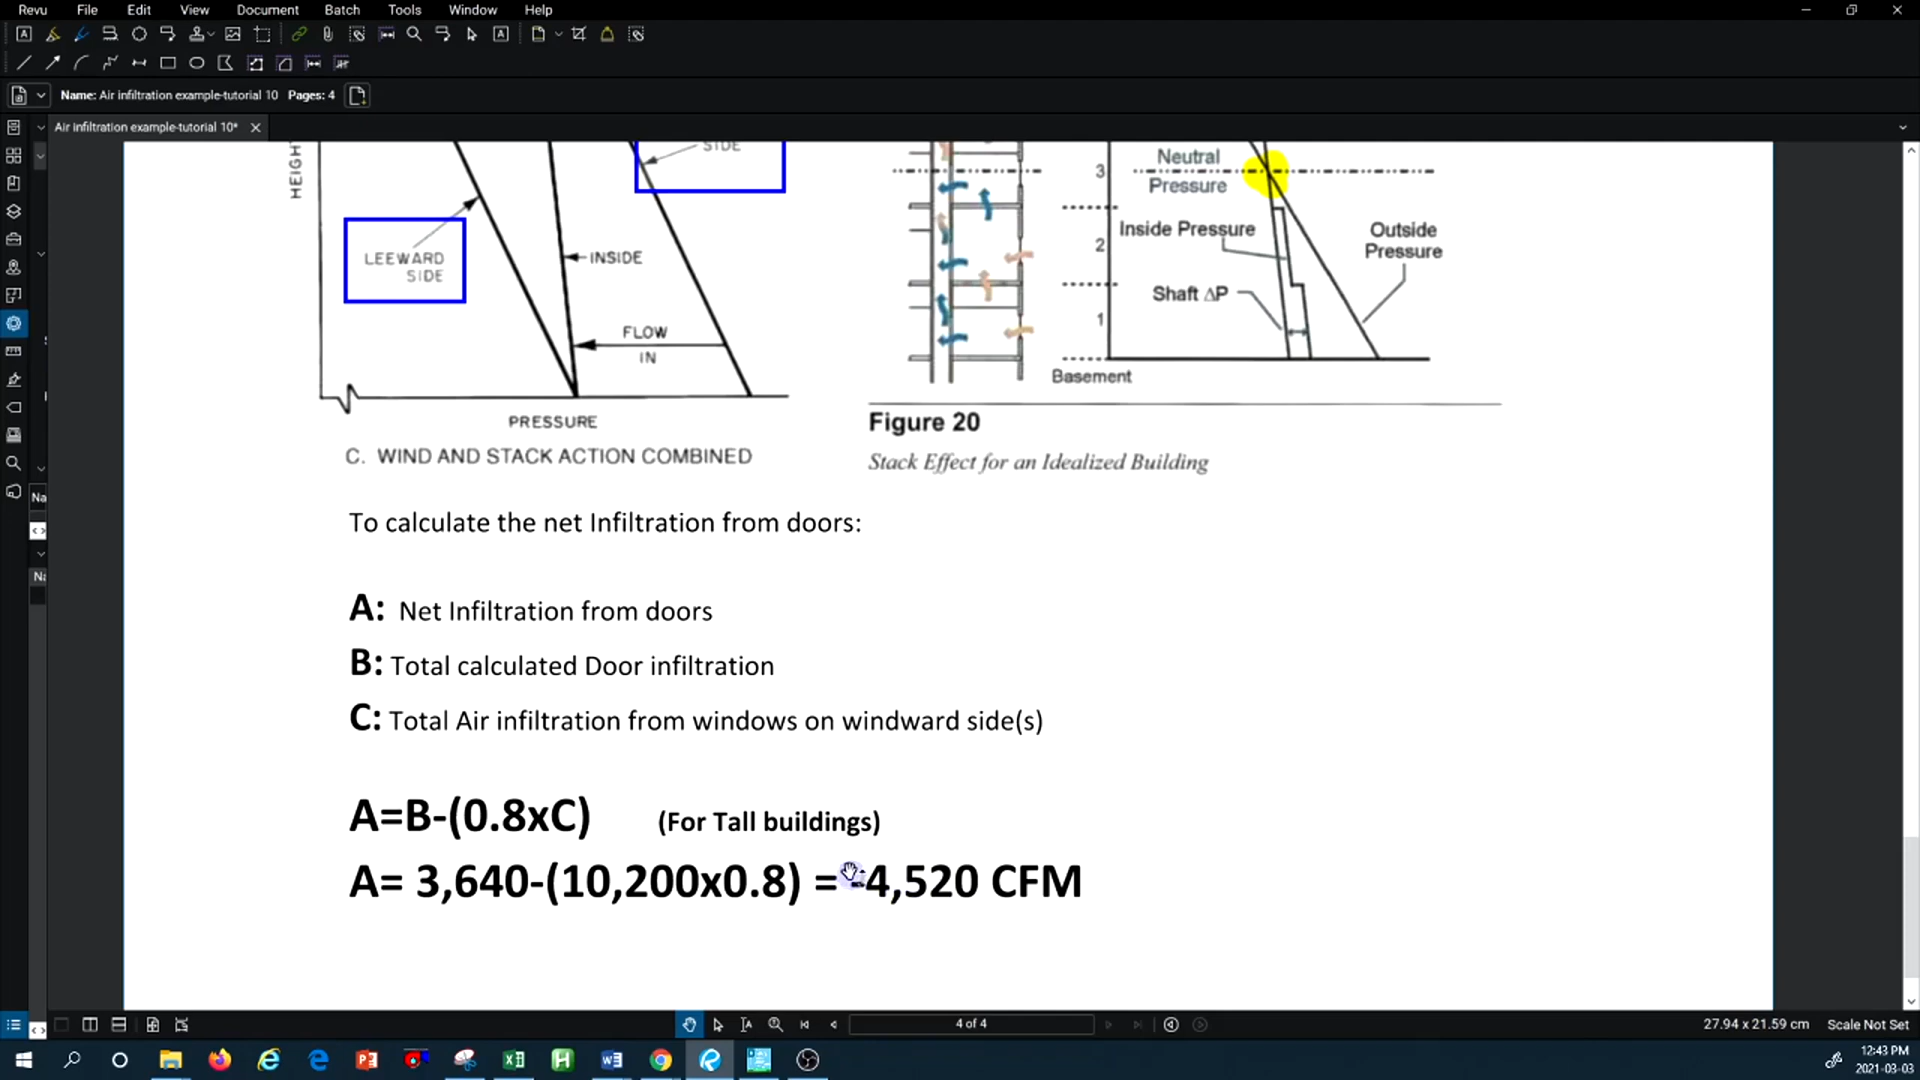 Revu File Edit View Document Batch Tools Window Help
Name: Air infiltration example-tutorial 10 Pages: 4
Air infiltration example-tutorial 10*
HEIGHT
SIDE
LEEWARD
SIDE
INSIDE
FLOW
IN
PRESSURE
C. WIND AND STACK ACTION COMBINED
3
Neutral
Pressure
2
Inside Pressure
Outside
Pressure
Shaft ΔP
1
Basement
Figure 20
Stack Effect for an Idealized Building
Na
Na
To calculate the net Infiltration from doors:
A: Net Infiltration from doors
B: Total calculated Door infiltration
C: Total Air infiltration from windows on windward side(s)
A=B-(0.8xC) (For Tall buildings)
A= 3,640-(10,200x0.8) = -4,520 CFM
4 of 4
27.94 x 21.59 cm Scale Not Set
12:43 PM
2021-03-03